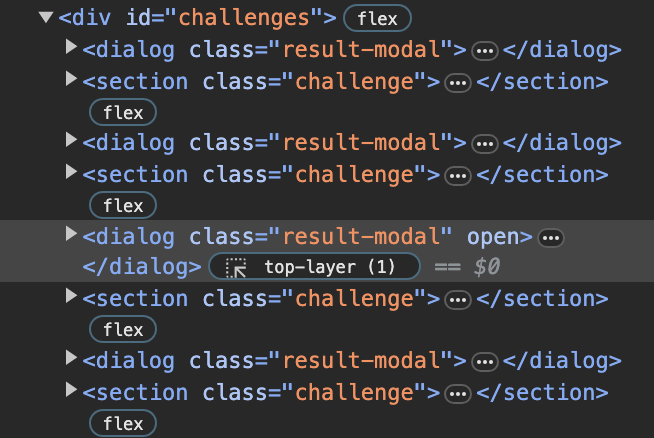 <div id="challenges"> flex
<dialog class="result-modal"> … </dialog>
<section class="challenge"> … </section>
flex
<dialog class="result-modal"> … </dialog>
<section class="challenge"> … </section>
flex
<dialog class="result-modal" open> …
</dialog> top-layer (1) == $0
<section class="challenge"> … </section>
flex
<dialog class="result-modal"> … </dialog>
<section class="challenge"> … </section>
flex